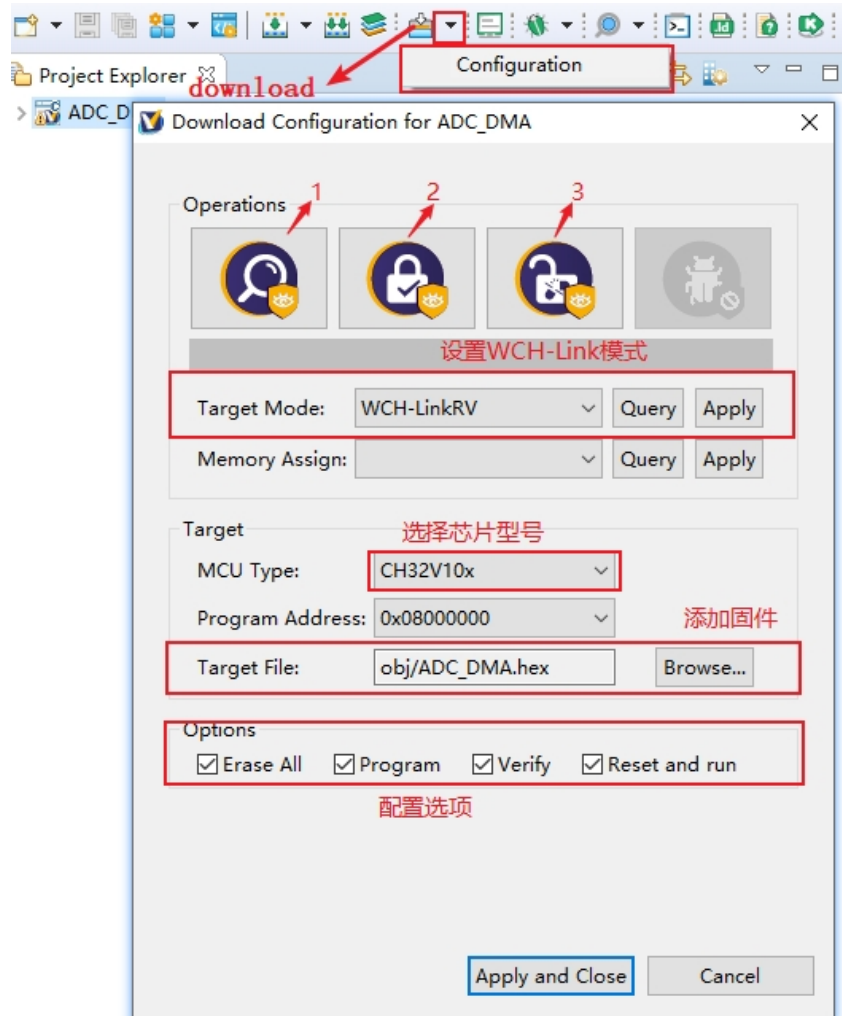 Configuration
Project Explorer
download
ADC_D
Download Configuration for ADC_DMA
Operations
1
2
3
设置WCH-Link模式
Target Mode: WCH-LinkRV Query Apply
Memory Assign: Query Apply
Target
选择芯片型号
MCU Type: CH32V10x
Program Address: 0x08000000
添加固件
Target File: obj/ADC_DMA.hex Browse...
Options
Erase All Program Verify Reset and run
配置选项
Apply and Close Cancel